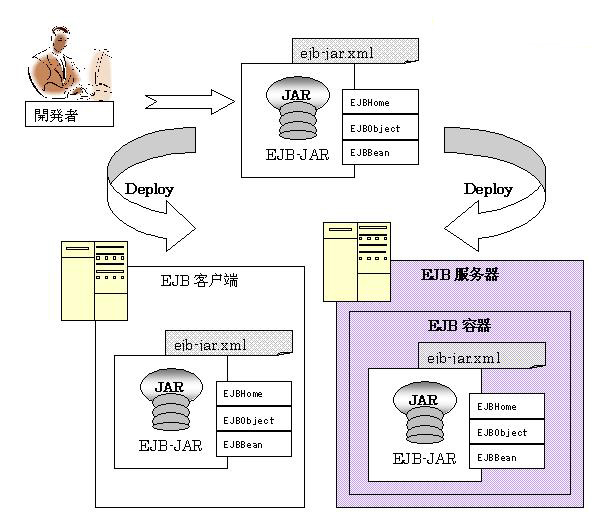 ejb-jar.xml
JAR
EJBHome
EJBObject
EJBBean
EJB-JAR
開発者
Deploy
Deploy
EJB 客户端
ejb-jar.xml
JAR
EJBHome
EJBObject
EJBBean
EJB-JAR
EJB 服务器
EJB 容器
ejb-jar.xml
JAR
EJBHome
EJBObject
EJBBean
EJB-JAR